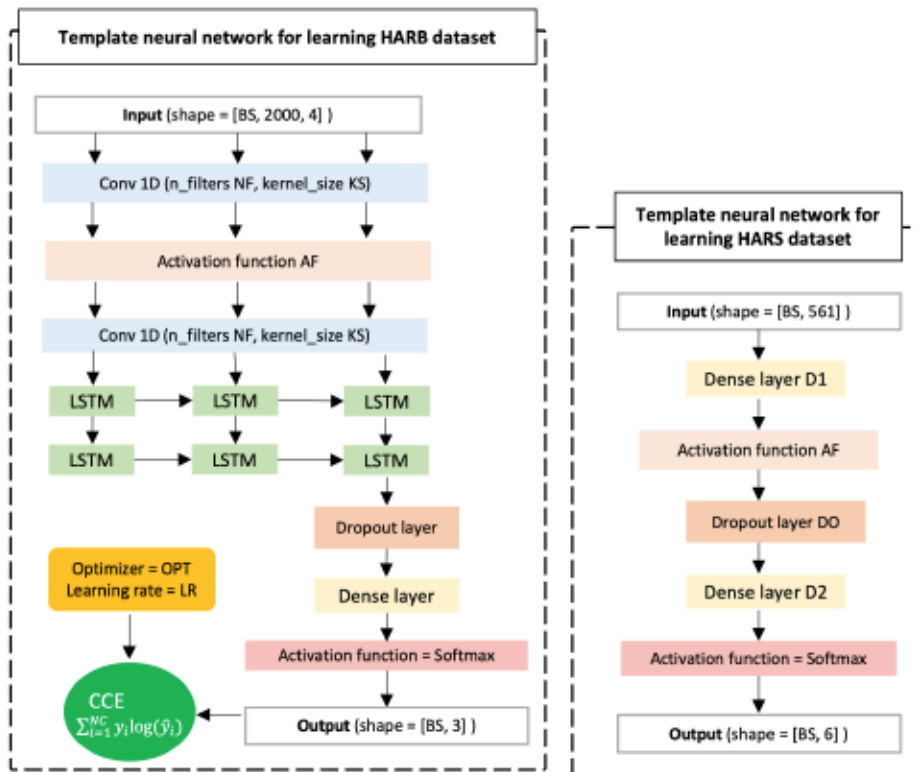 Template neural network for learning HARB dataset
Input (shape = [BS, 2000, 4] )
Conv 1D (n_filters NF, kernel_size KS)
Activation function AF
Conv 1D (n_filters NF, kernel_size KS)
LSTM LSTM LSTM
LSTM LSTM LSTM
Dropout layer
Optimizer = OPT
Learning rate = LR
Dense layer
Activation function = Softmax
CCE
∑_{i=1}^{NC} y_i log(ŷ_i)
Output (shape = [BS, 3] )
Template neural network for
learning HARS dataset
Input (shape = [BS, 561] )
Dense layer D1
Activation function AF
Dropout layer DO
Dense layer D2
Activation function = Softmax
Output (shape = [BS, 6] )